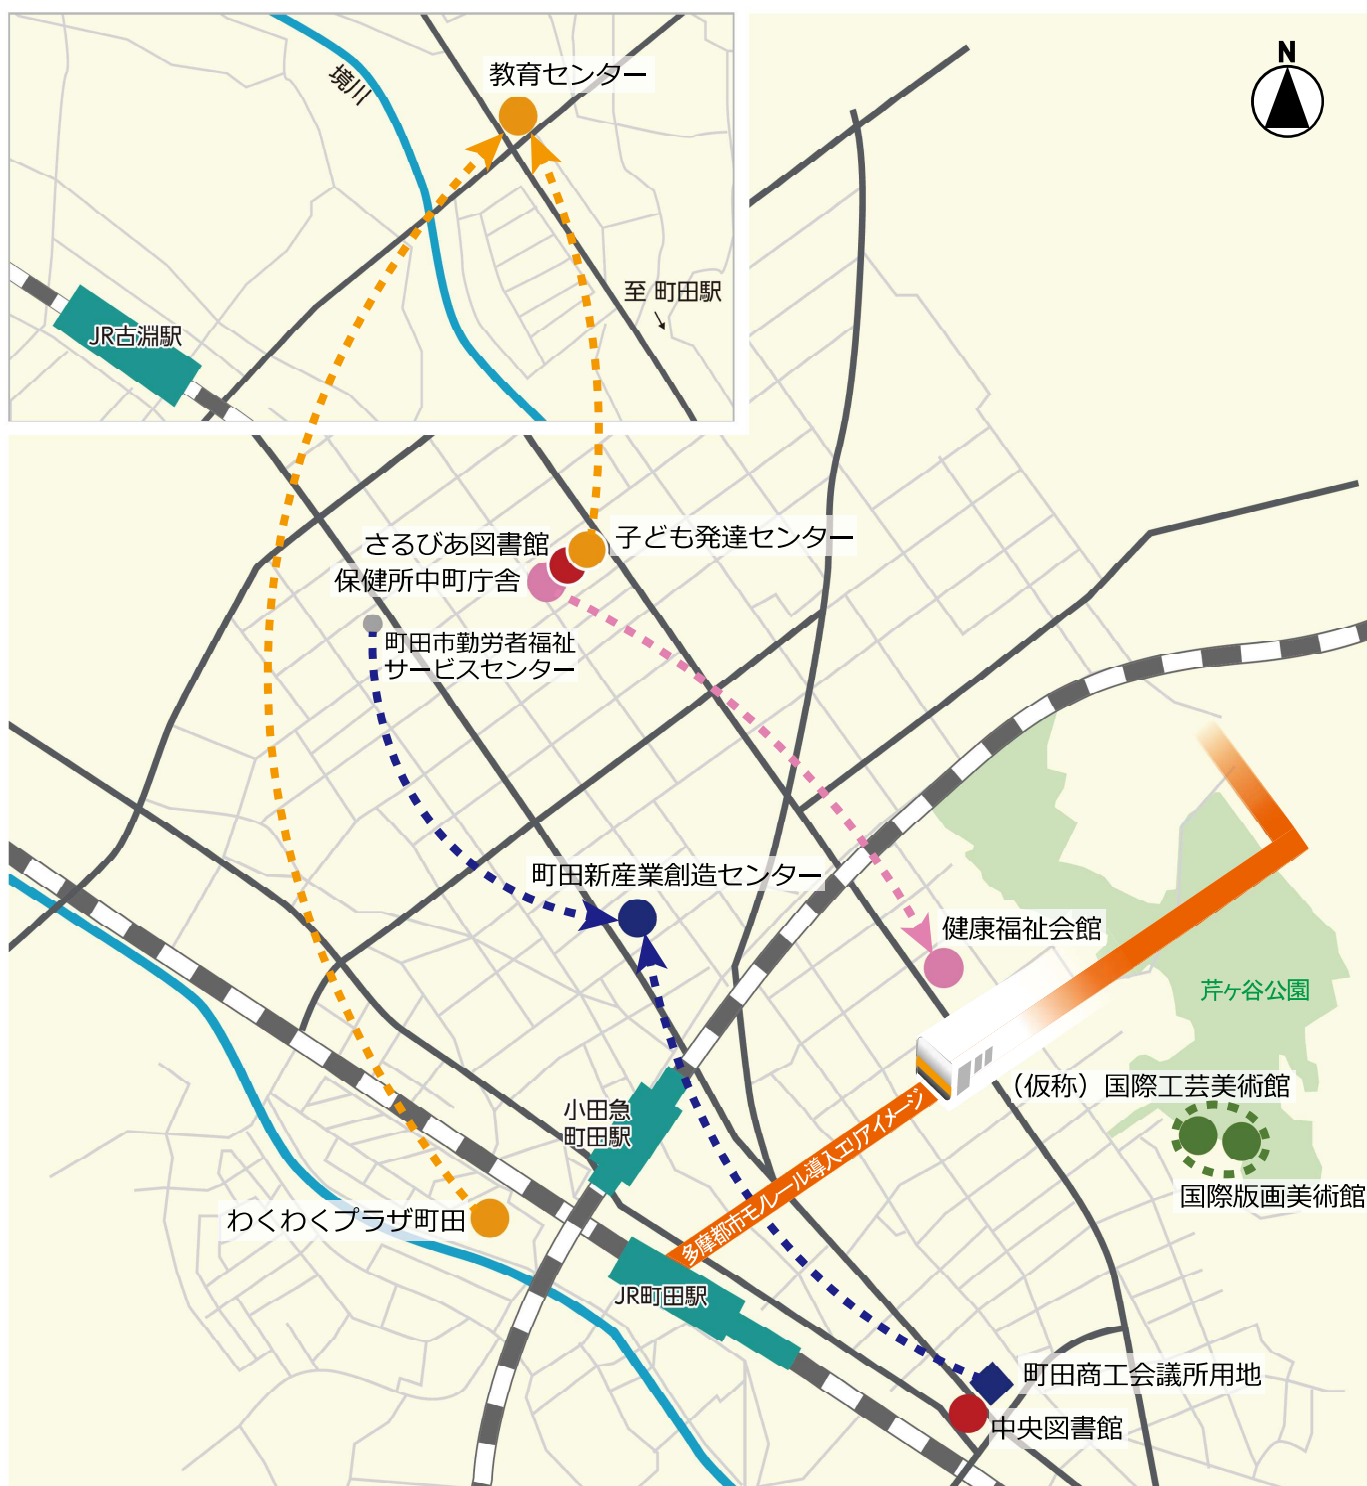 N
教育センター
境川
至 町田駅
JR古淵駅
さるびあ図書館
子ども発達センター
保健所中町庁舎
町田市勤労者福祉
サービスセンター
町田新産業創造センター
健康福祉会館
芹ヶ谷公園
(仮称)国際工芸美術館
小田急
町田駅
多摩都市モノレール導入エリアイメージ
国際版画美術館
わくわくプラザ町田
JR町田駅
町田商工会議所用地
中央図書館